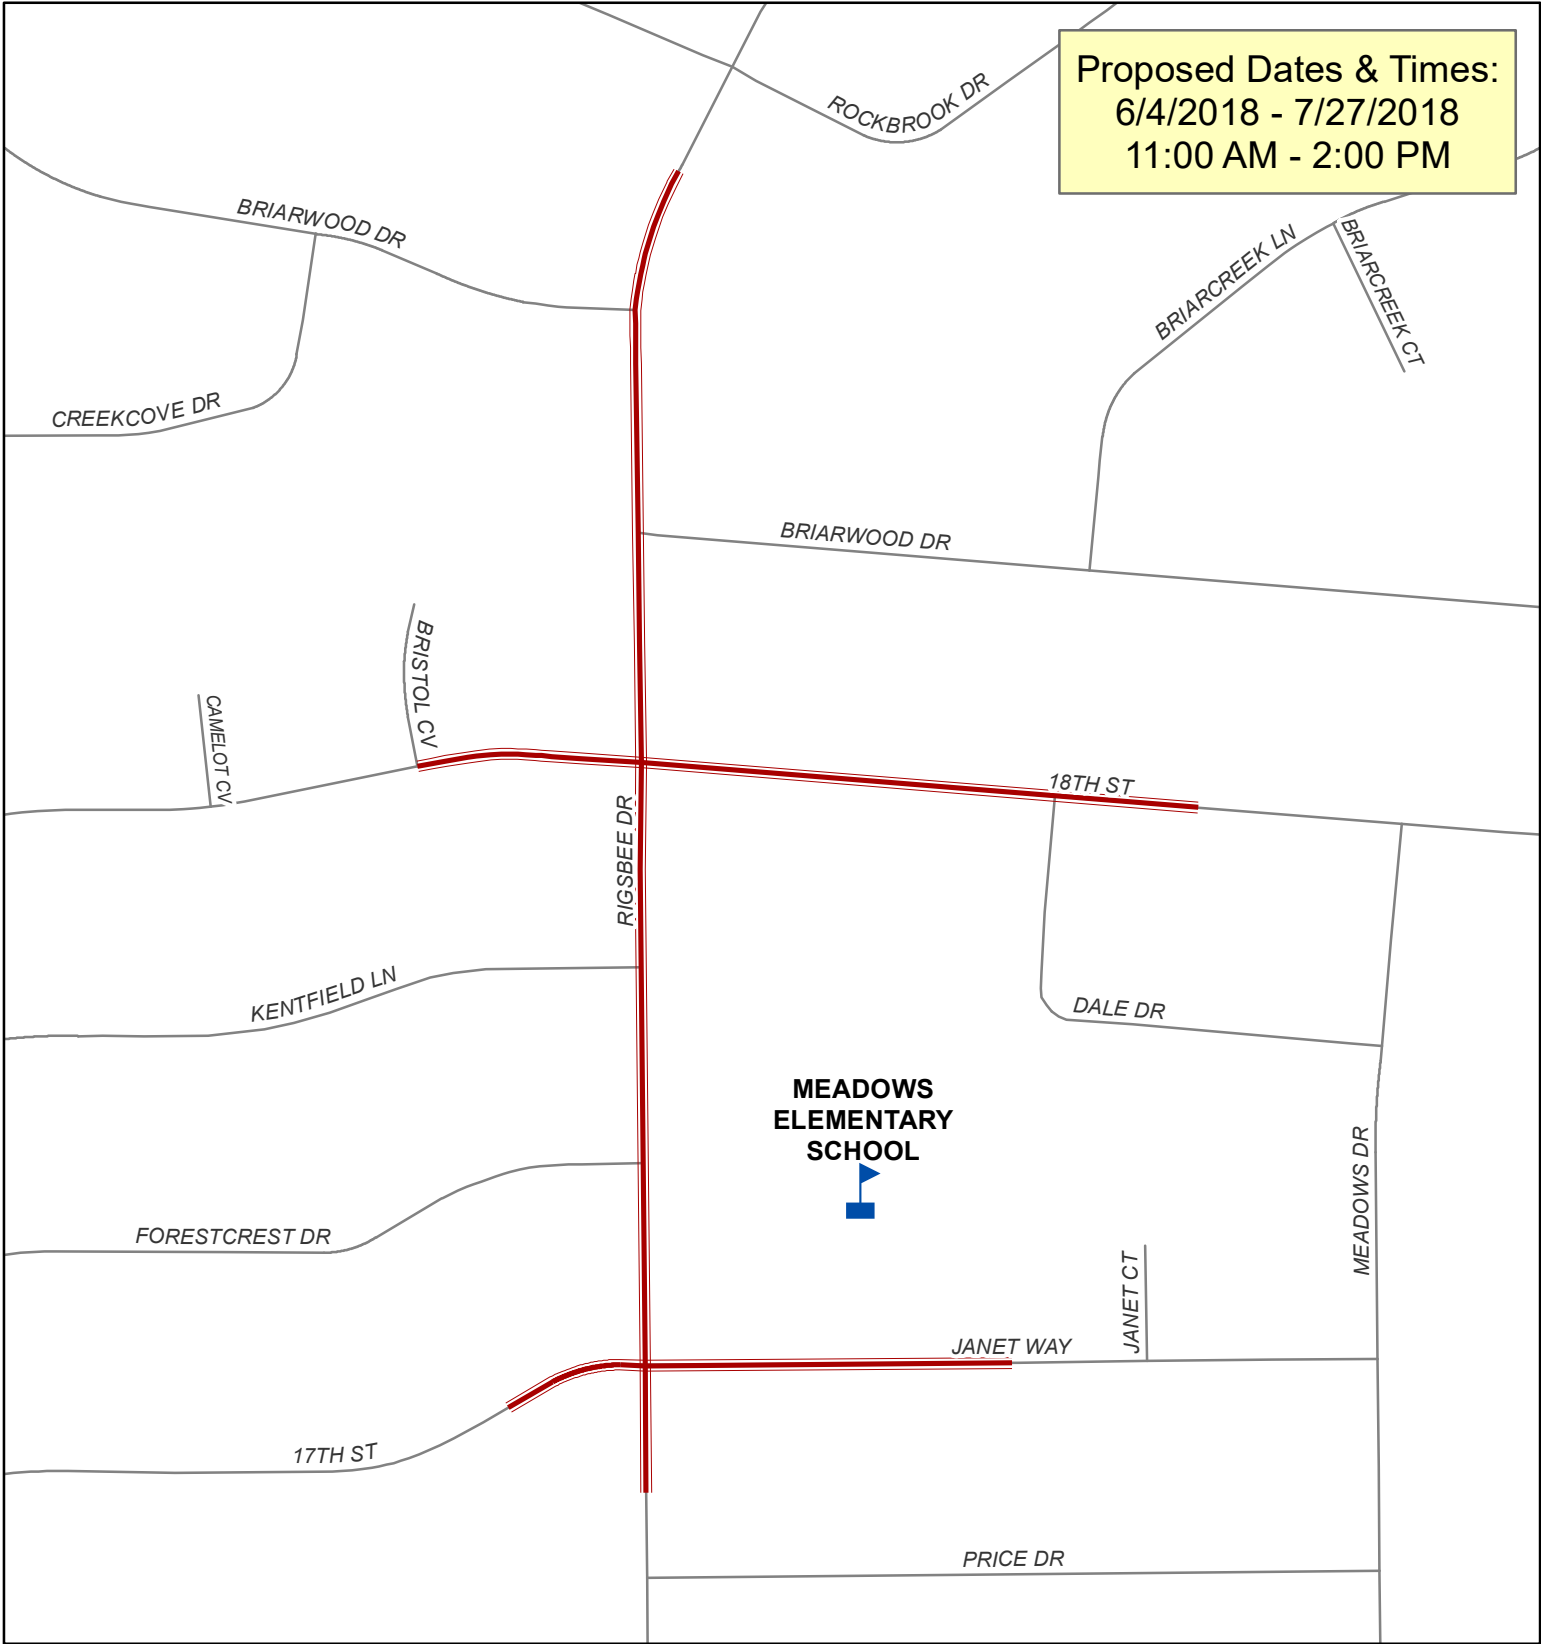 Proposed Dates & Times:
6/4/2018 - 7/27/2018
11:00 AM - 2:00 PM
ROCKBROOK DR
BRIARWOOD DR
BRIARCREEK LN
BRIARCREEK CT
CREEKCOVE DR
BRIARWOOD DR
BRISTOL CV
CAMELOT CV
18TH ST
RIGSBEE DR
KENTFIELD LN
DALE DR
MEADOWS
ELEMENTARY
SCHOOL
MEADOWS DR
FORESTCREST DR
JANET CT
JANET WAY
17TH ST
PRICE DR